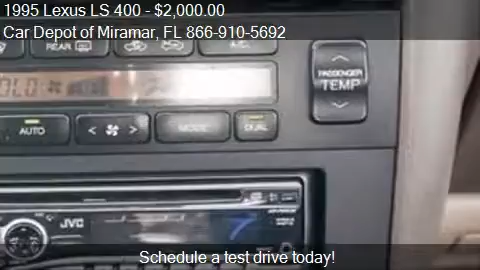 1995 Lexus LS 400 - $2,000.00
Car Depot of Miramar, FL 866-910-5692
REAR
PASSENGER
TEMP
OLD
AUTO
MODE
DUAL
JVC
Schedule a test drive today!